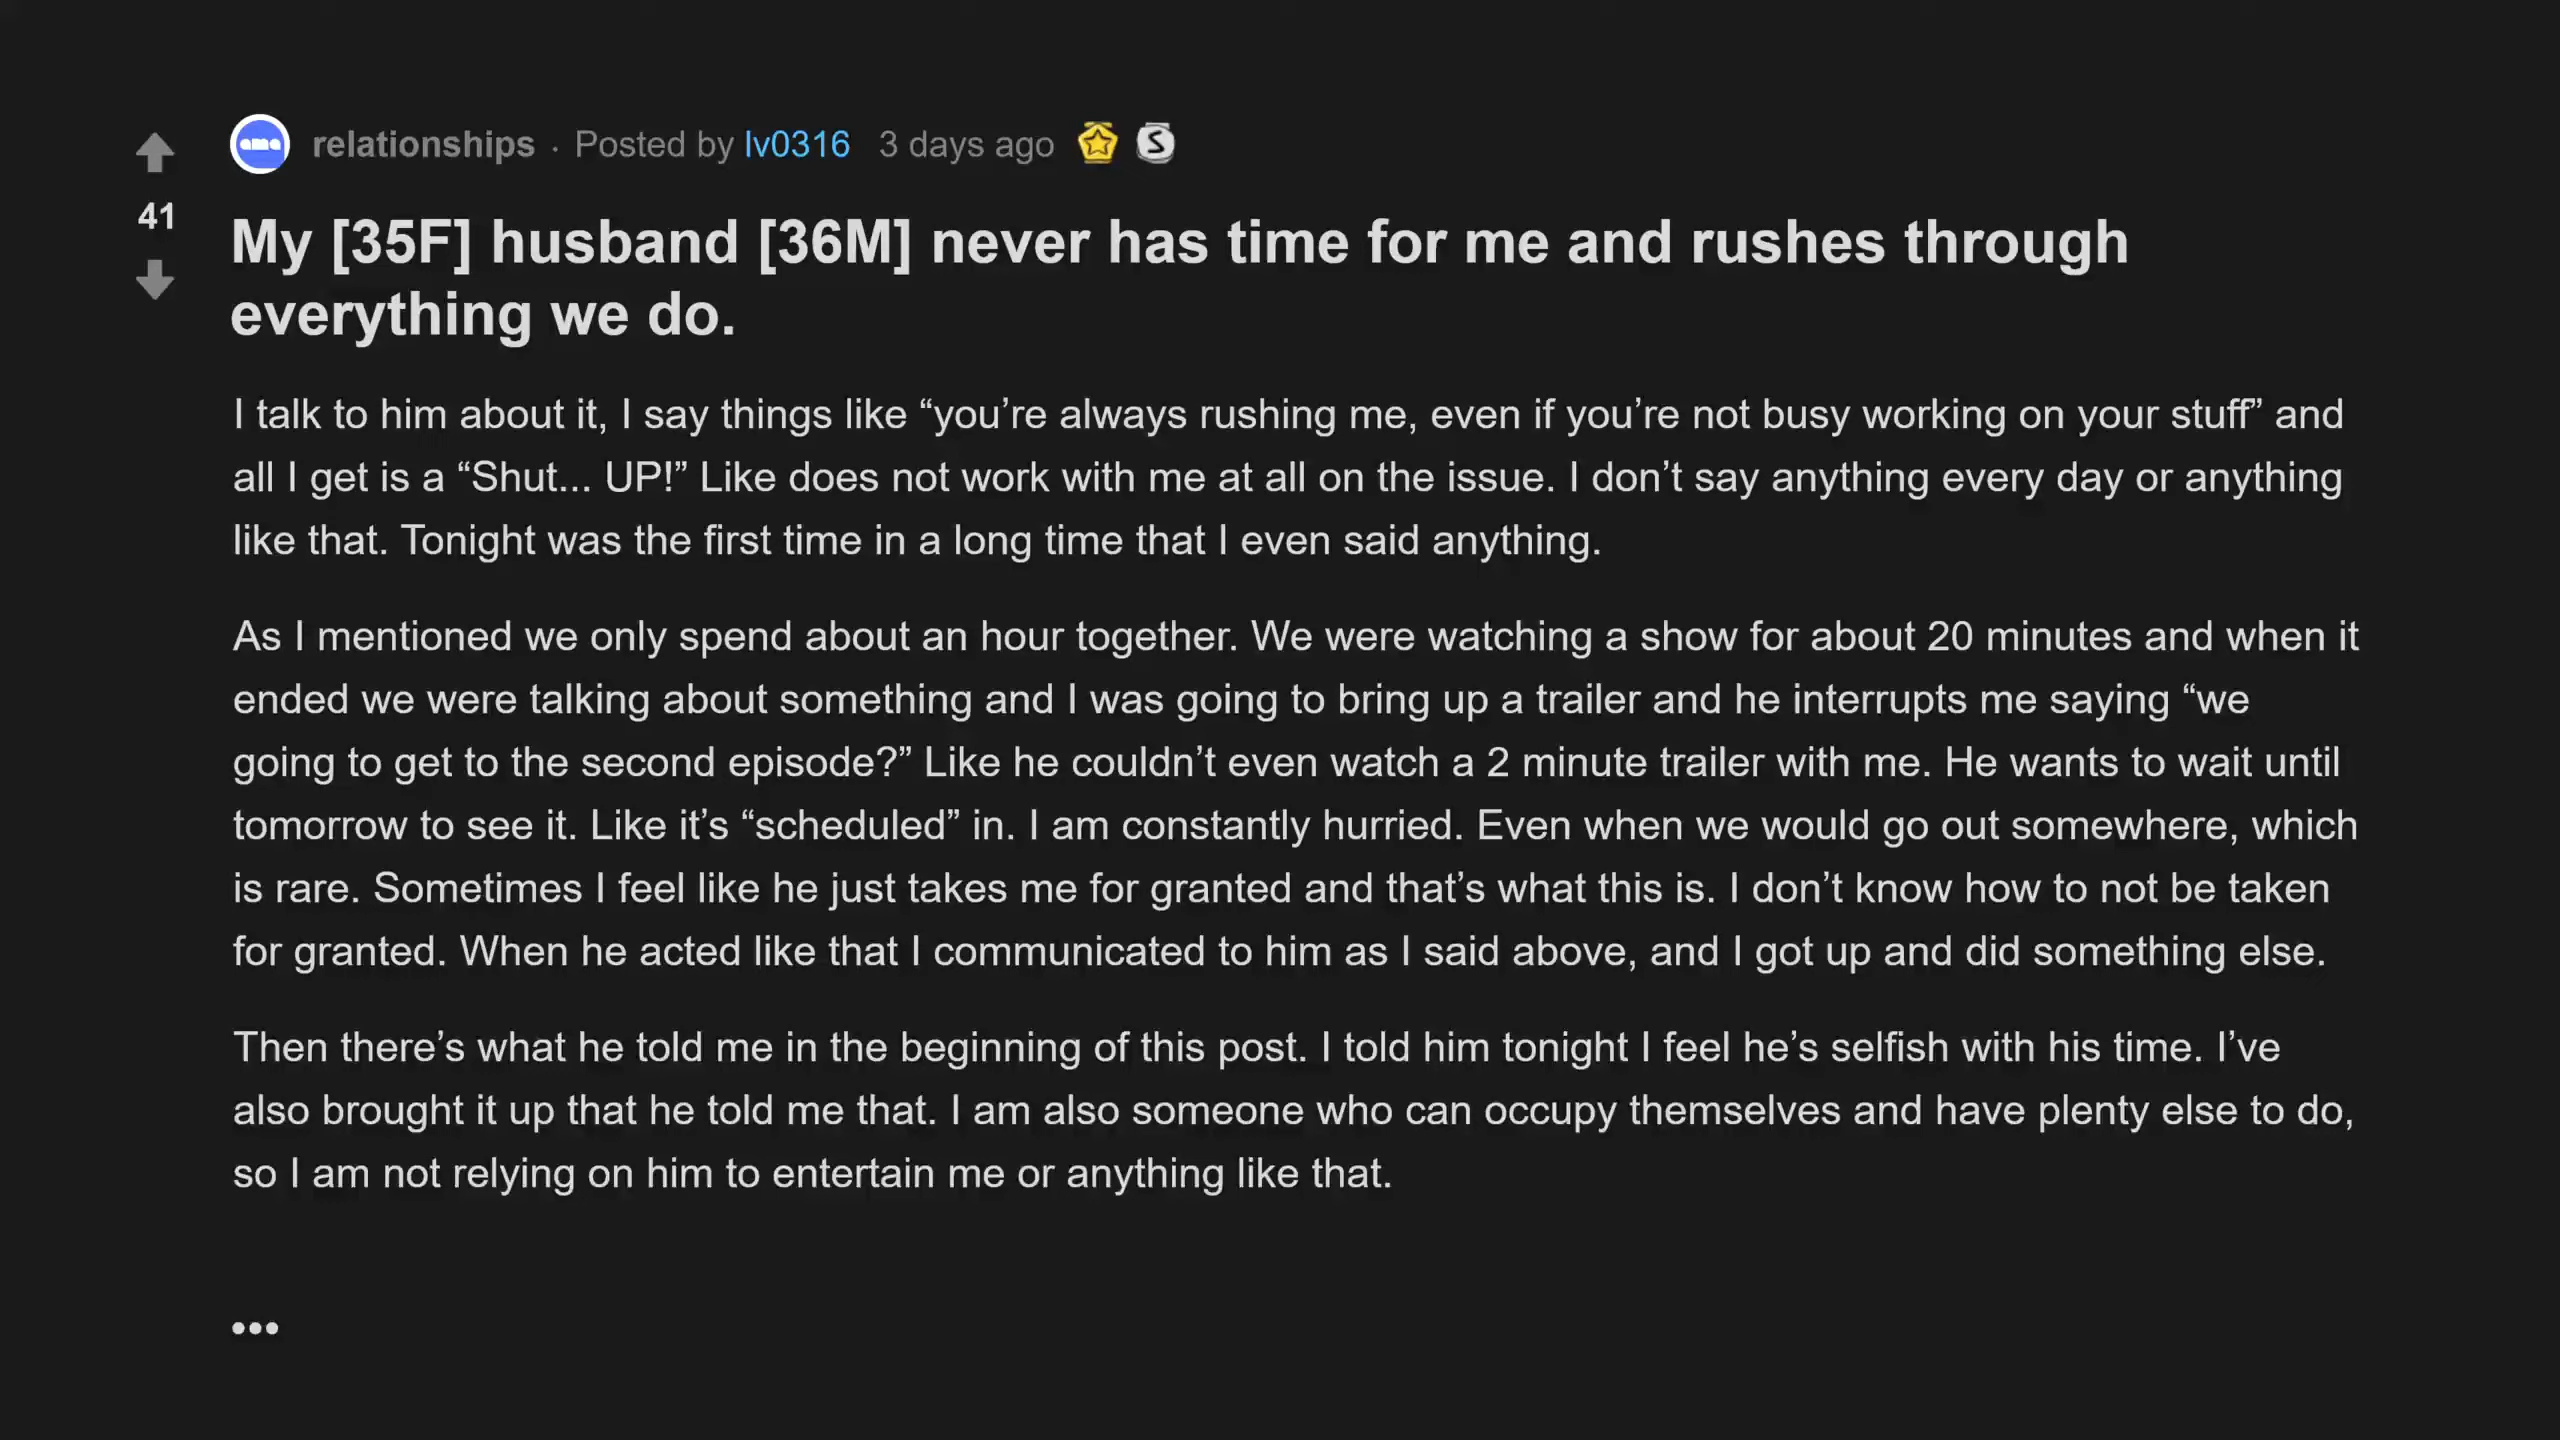 relationships · Posted by lv0316 3 days ago
41
My [35F] husband [36M] never has time for me and rushes through
everything we do.
I talk to him about it, I say things like “you’re always rushing me, even if you’re not busy working on your stuff” and
all I get is a “Shut... UP!” Like does not work with me at all on the issue. I don’t say anything every day or anything
like that. Tonight was the first time in a long time that I even said anything.
As I mentioned we only spend about an hour together. We were watching a show for about 20 minutes and when it
ended we were talking about something and I was going to bring up a trailer and he interrupts me saying “we
going to get to the second episode?” Like he couldn’t even watch a 2 minute trailer with me. He wants to wait until
tomorrow to see it. Like it’s “scheduled” in. I am constantly hurried. Even when we would go out somewhere, which
is rare. Sometimes I feel like he just takes me for granted and that’s what this is. I don’t know how to not be taken
for granted. When he acted like that I communicated to him as I said above, and I got up and did something else.
Then there’s what he told me in the beginning of this post. I told him tonight I feel he’s selfish with his time. I’ve
also brought it up that he told me that. I am also someone who can occupy themselves and have plenty else to do,
so I am not relying on him to entertain me or anything like that.
•••